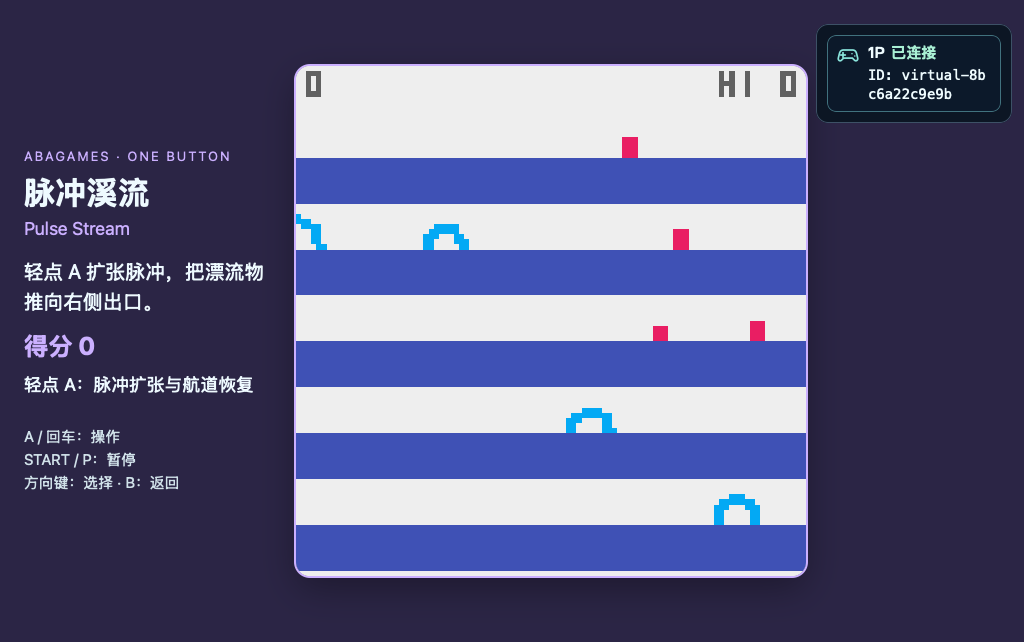 ABAGAMES · ONE BUTTON
脉冲溪流
Pulse Stream
轻点 A 扩张脉冲，把漂流物
推向右侧出口。
得分 0
轻点 A：脉冲扩张与航道恢复
A / 回车：操作
START / P：暂停
方向键：选择 · B：返回
0
HI 0
1P 已连接
ID: virtual-8b
c6a22c9e9b